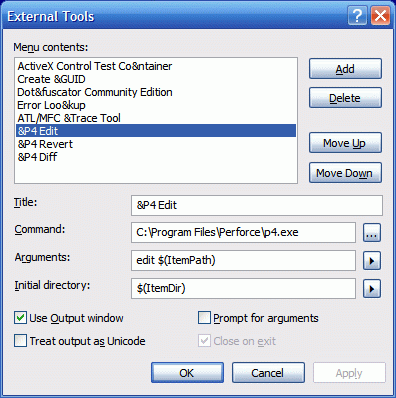 External Tools
Menu contents:
ActiveX Control Test Co&ntainer
Create &GUID
Dot&fuscator Community Edition
Error Loo&kup
ATL/MFC &Trace Tool
&P4 Edit
&P4 Revert
&P4 Diff
Add
Delete
Move Up
Move Down
Title:
&P4 Edit
Command:
C:\Program Files\Perforce\p4.exe
...
Arguments:
edit $(ItemPath)
Initial directory:
$(ItemDir)
Use Output window
Prompt for arguments
Treat output as Unicode
Close on exit
OK
Cancel
Apply